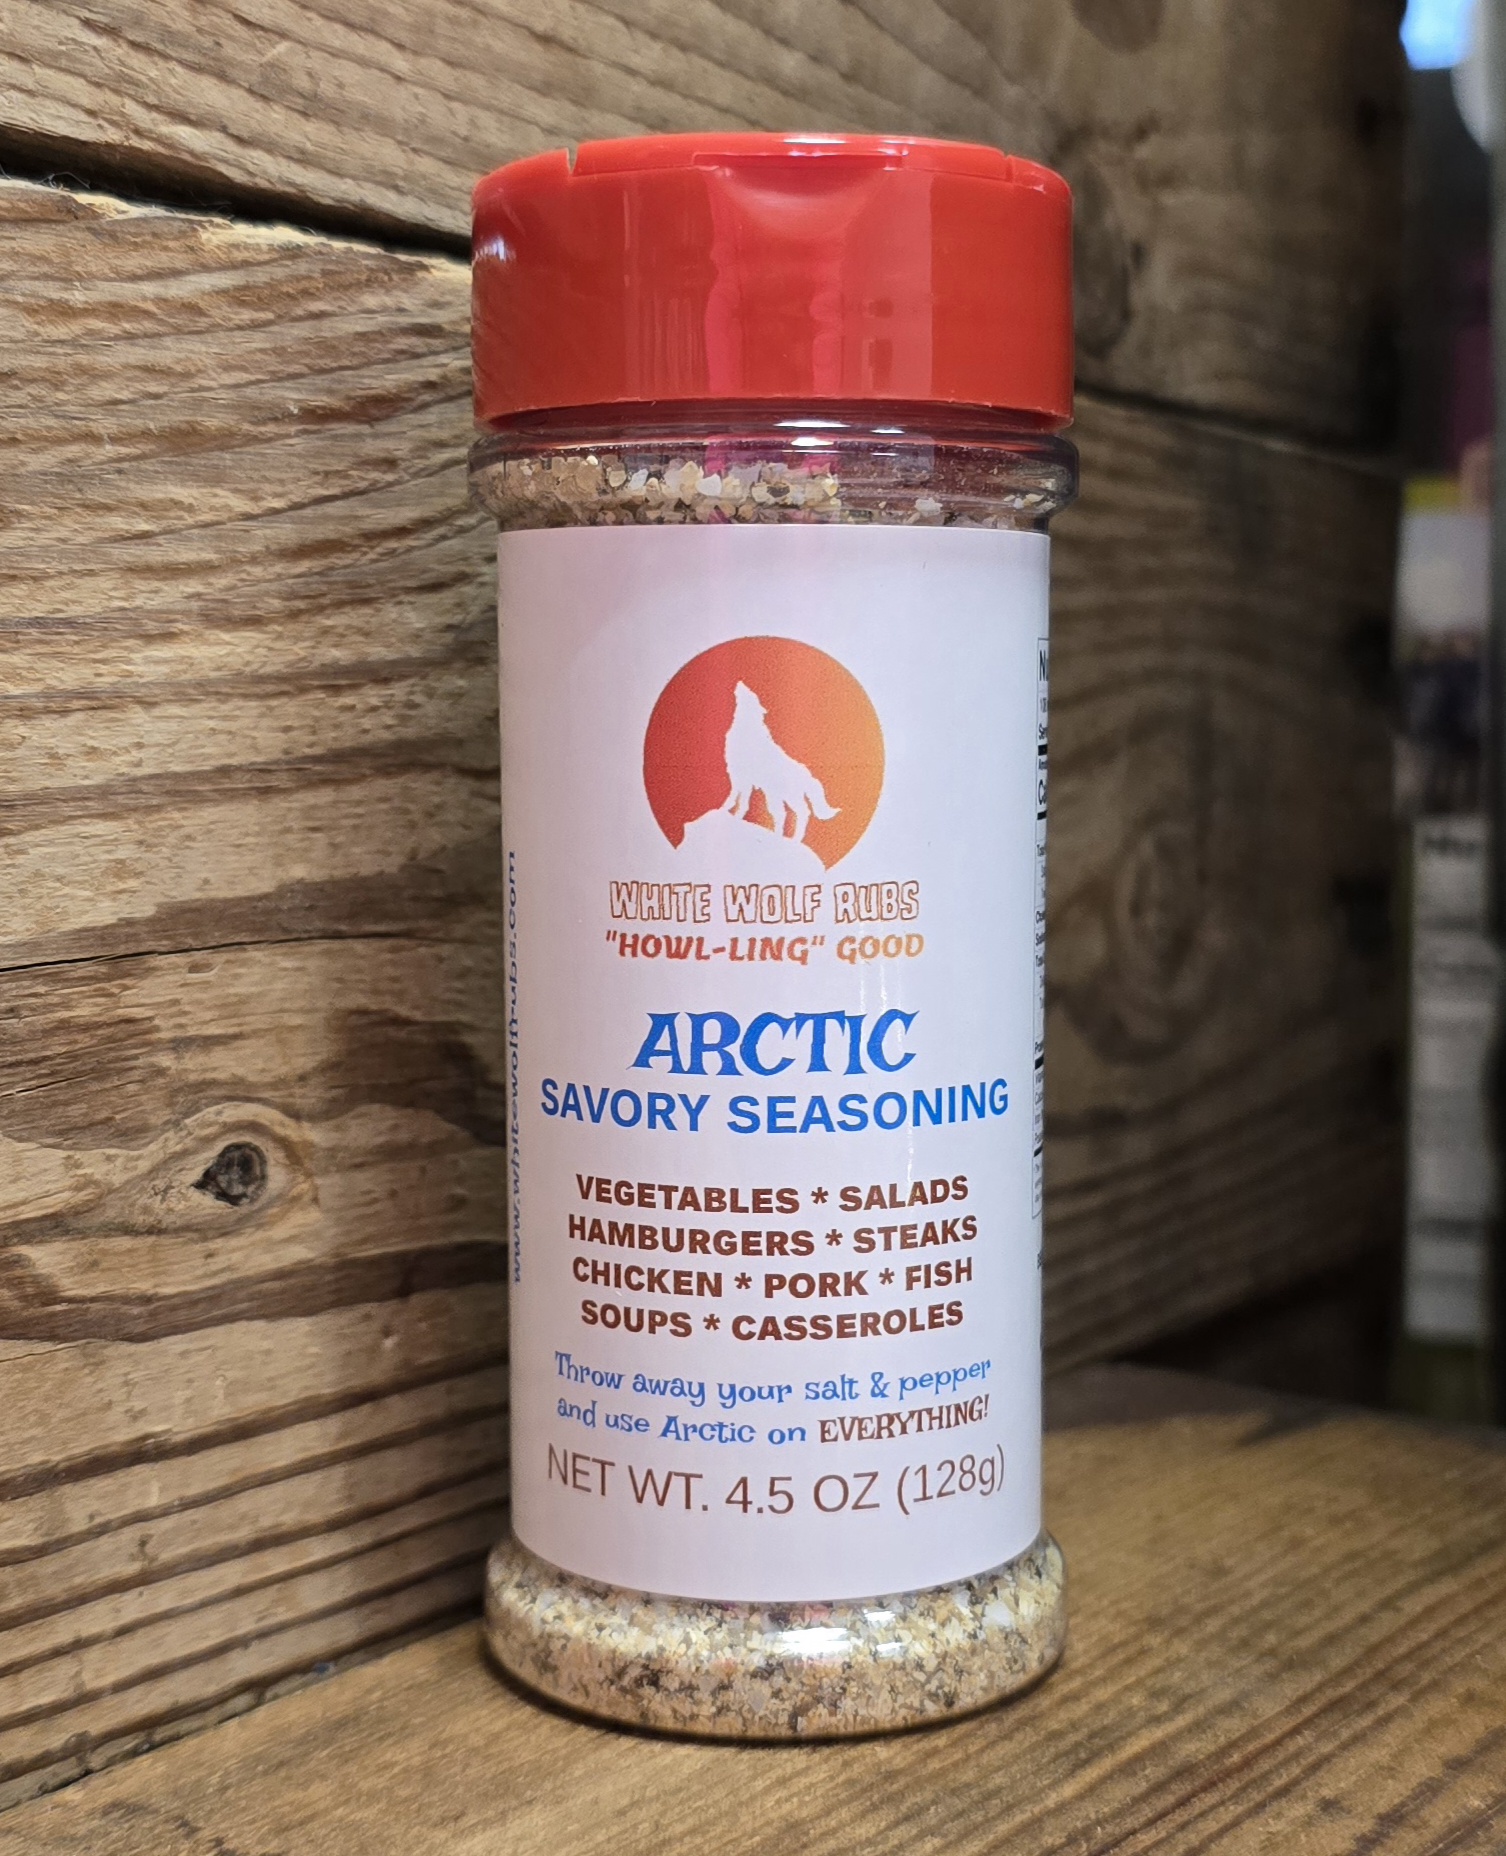 WHITE WOLF RUBS
"HOWL-LING" GOOD
ARCTIC
SAVORY SEASONING
VEGETABLES * SALADS
HAMBURGERS * STEAKS
CHICKEN * PORK * FISH
SOUPS * CASSEROLES
Throw away your salt & pepper
and use Arctic on EVERYTHING!
NET WT. 4.5 OZ (128g)
www.whitewolfrubs.com